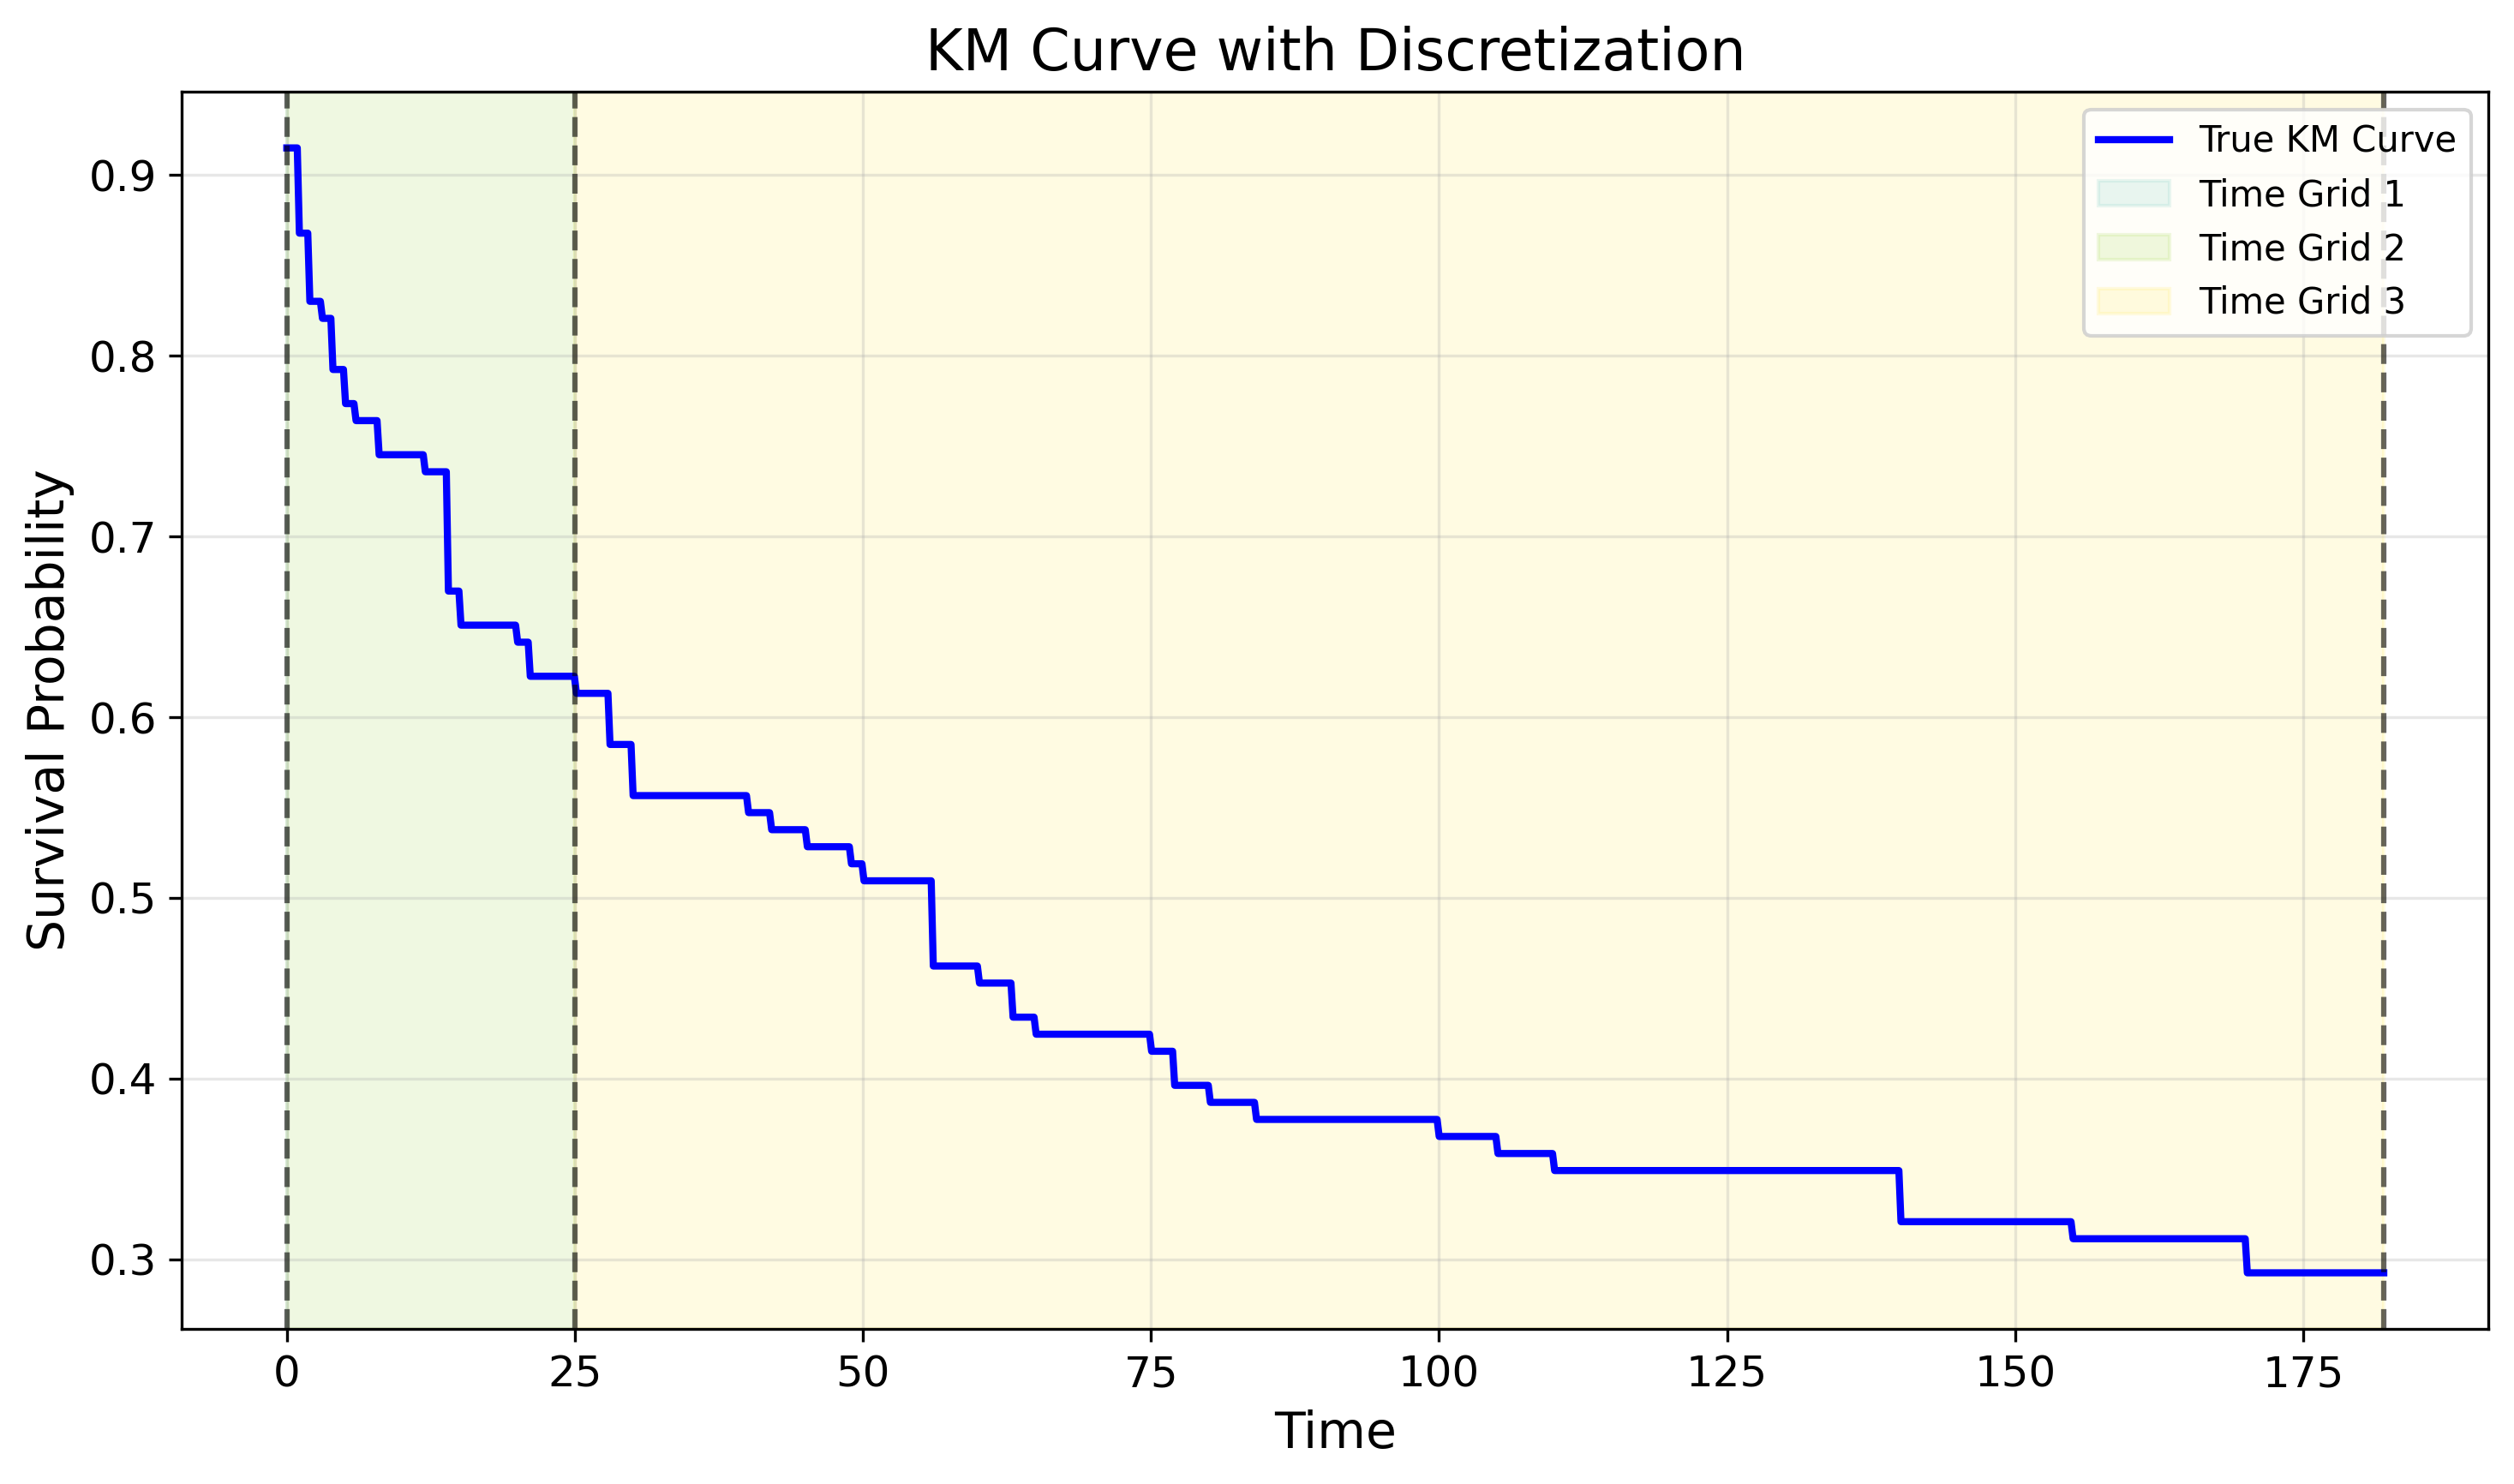 KM Curve with Discretization
True KM Curve
Time Grid 1
Time Grid 2
Time Grid 3
Survival Probability
0.9
0.8
0.7
0.6
0.5
0.4
0.3
0 25 50 75 100 125 150 175
Time